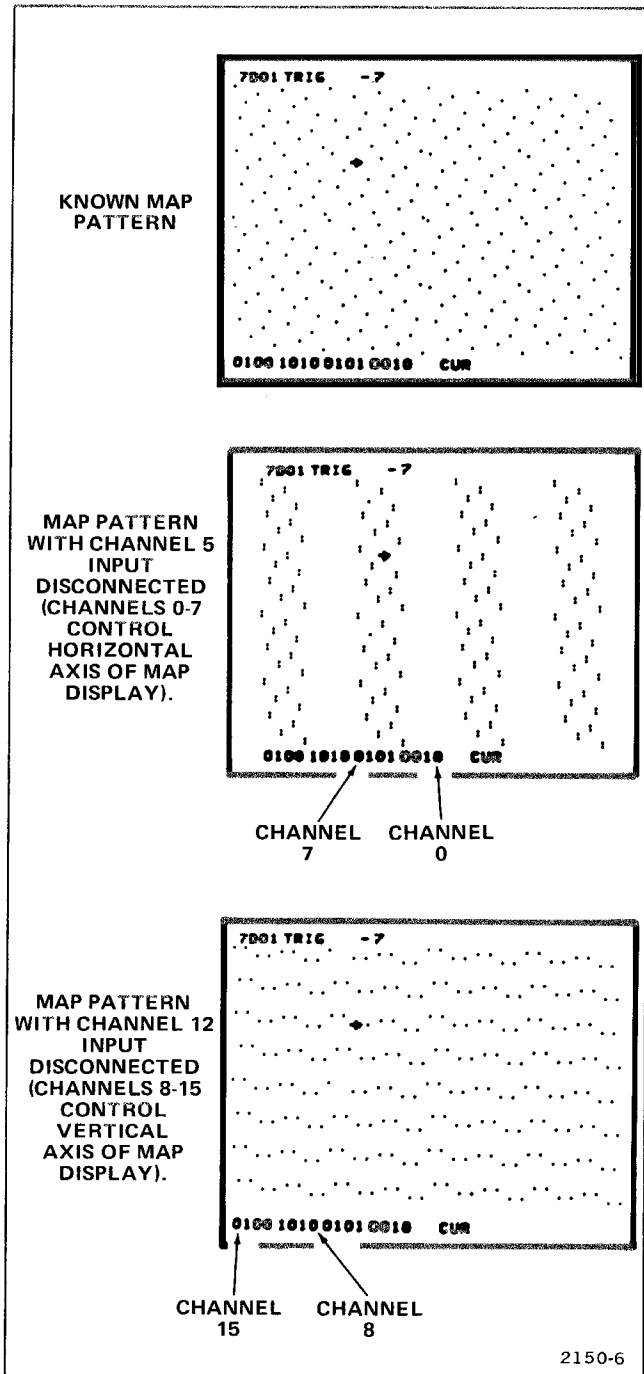 7D01 TRIG -7
KNOWN MAP
PATTERN
0100 1010 0101 0010 CUR
7D01 TRIG -7
MAP PATTERN
WITH CHANNEL 5
INPUT
DISCONNECTED
(CHANNELS 0-7
CONTROL
HORIZONTAL
AXIS OF MAP
DISPLAY).
0100 1010 0101 0010 CUR
CHANNEL
7
CHANNEL
0
7D01 TRIG -7
MAP PATTERN
WITH CHANNEL 12
INPUT
DISCONNECTED
(CHANNELS 8-15
CONTROL
VERTICAL
AXIS OF MAP
DISPLAY).
0100 1010 0101 0010 CUR
CHANNEL
15
CHANNEL
8
2150-6